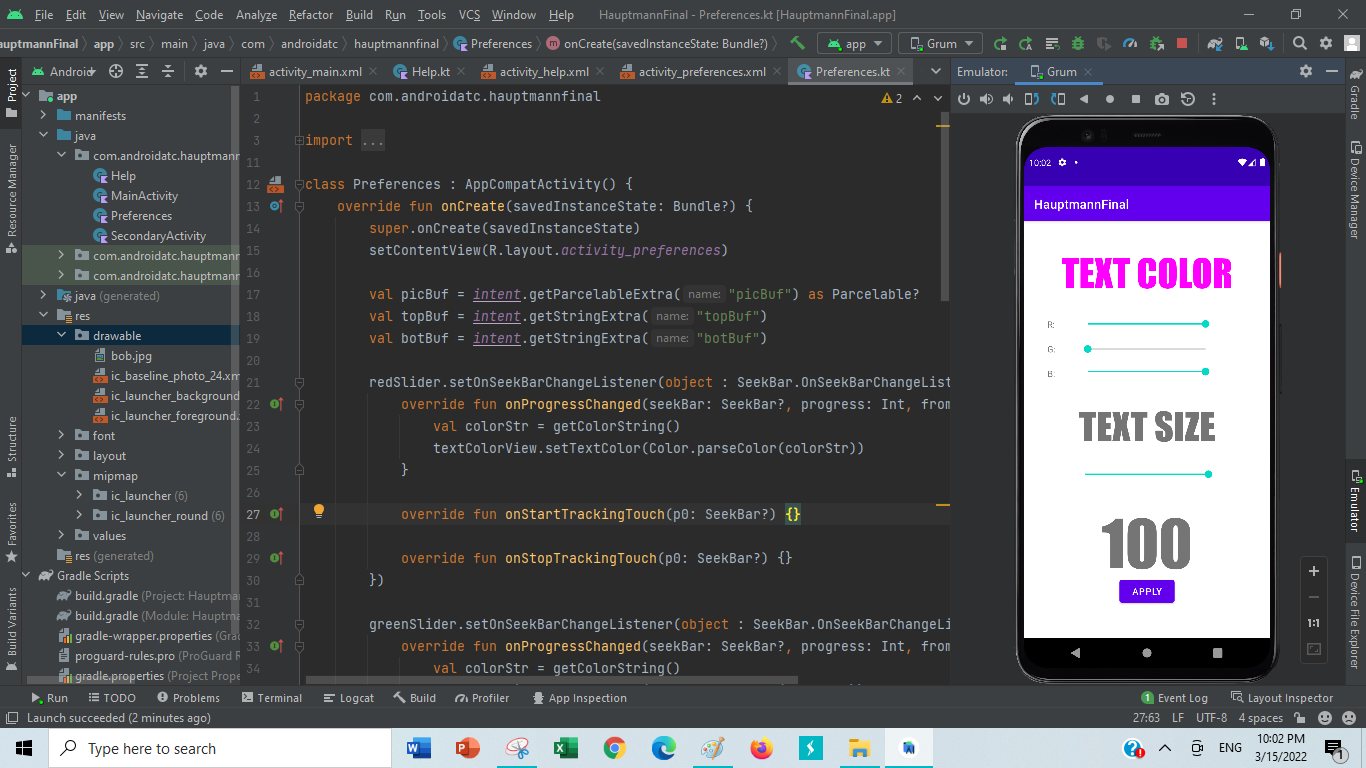 File Edit View Navigate Code Analyze Refactor Build Run Tools VCS Window Help HauptmannFinal - Preferences.kt [HauptmannFinal.app]
auptmannFinal app src main java com androidatc hauptmannfinal Preferences onCreate(savedInstanceState: Bundle?) app Grum
Android
activity_main.xml Help.kt activity_help.xml activity_preferences.xml Preferences.kt Emulator: Grum
Project
Resource Manager
Structure
Favorites
Build Variants
app
manifests
java
com.androidatc.hauptmann
Help
MainActivity
Preferences
SecondaryActivity
com.androidatc.hauptmann
com.androidatc.hauptmann
java (generated)
res
drawable
bob.jpg
ic_baseline_photo_24.xm
ic_launcher_background
ic_launcher_foreground.
font
layout
mipmap
ic_launcher (6)
ic_launcher_round (6)
values
res (generated)
Gradle Scripts
build.gradle (Project: Hauptma
build.gradle (Module: Hauptma
gradle-wrapper.properties (Gra
proguard-rules.pro (ProGuard R
gradle.properties (Project Prope
1 package com.androidatc.hauptmannfinal
2
3 import ...
11
12 class Preferences : AppCompatActivity() {
13 override fun onCreate(savedInstanceState: Bundle?) {
14 super.onCreate(savedInstanceState)
15 setContentView(R.layout.activity_preferences)
16
17 val picBuf = intent.getParcelableExtra( name: "picBuf") as Parcelable?
18 val topBuf = intent.getStringExtra( name: "topBuf")
19 val botBuf = intent.getStringExtra( name: "botBuf")
20
21 redSlider.setOnSeekBarChangeListener(object : SeekBar.OnSeekBarChangeList
22 override fun onProgressChanged(seekBar: SeekBar?, progress: Int, from
23 val colorStr = getColorString()
24 textColorView.setTextColor(Color.parseColor(colorStr))
25 }
26
27 override fun onStartTrackingTouch(p0: SeekBar?) {}
28
29 override fun onStopTrackingTouch(p0: SeekBar?) {}
30 })
31
32 greenSlider.setOnSeekBarChangeListener(object : SeekBar.OnSeekBarChangeLi
33 override fun onProgressChanged(seekBar: SeekBar?, progress: Int, from
34 val colorStr = getColorString()
2
10:02
HauptmannFinal
TEXT COLOR
R:
G:
B:
TEXT SIZE
100
APPLY
1:1
Gradle
Device Manager
Emulator
Device File Explorer
Run TODO Problems Terminal Logcat Build Profiler App Inspection 1 Event Log Layout Inspector
Launch succeeded (2 minutes ago) 27:63 LF UTF-8 4 spaces
Type here to search
ENG
10:02 PM
3/15/2022
1